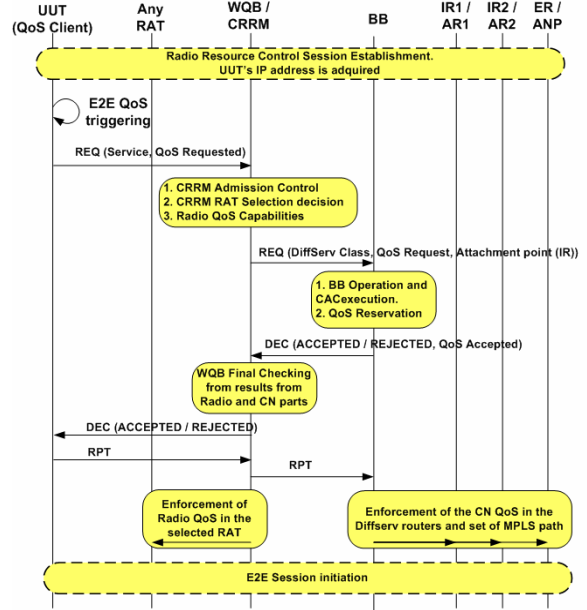 UUT
(QoS Client)
Any
RAT
WQB /
CRRM
BB
IR1 /
AR1
IR2 /
AR2
ER /
ANP
Radio Resource Control Session Establishment.
UUT's IP address is adquired
E2E QoS
triggering
REQ (Service, QoS Requested)
1. CRRM Admission Control
2. CRRM RAT Selection decision
3. Radio QoS Capabilities
REQ (DiffServ Class, QoS Request, Attachment point (IR))
1. BB Operation and
CACexecution.
2. QoS Reservation
DEC (ACCEPTED / REJECTED, QoS Accepted)
WQB Final Checking
from results from
Radio and CN parts
DEC (ACCEPTED / REJECTED)
RPT
RPT
Enforcement of
Radio QoS in the
selected RAT
Enforcement of the CN QoS in the
Diffserv routers and set of MPLS path
E2E Session initiation